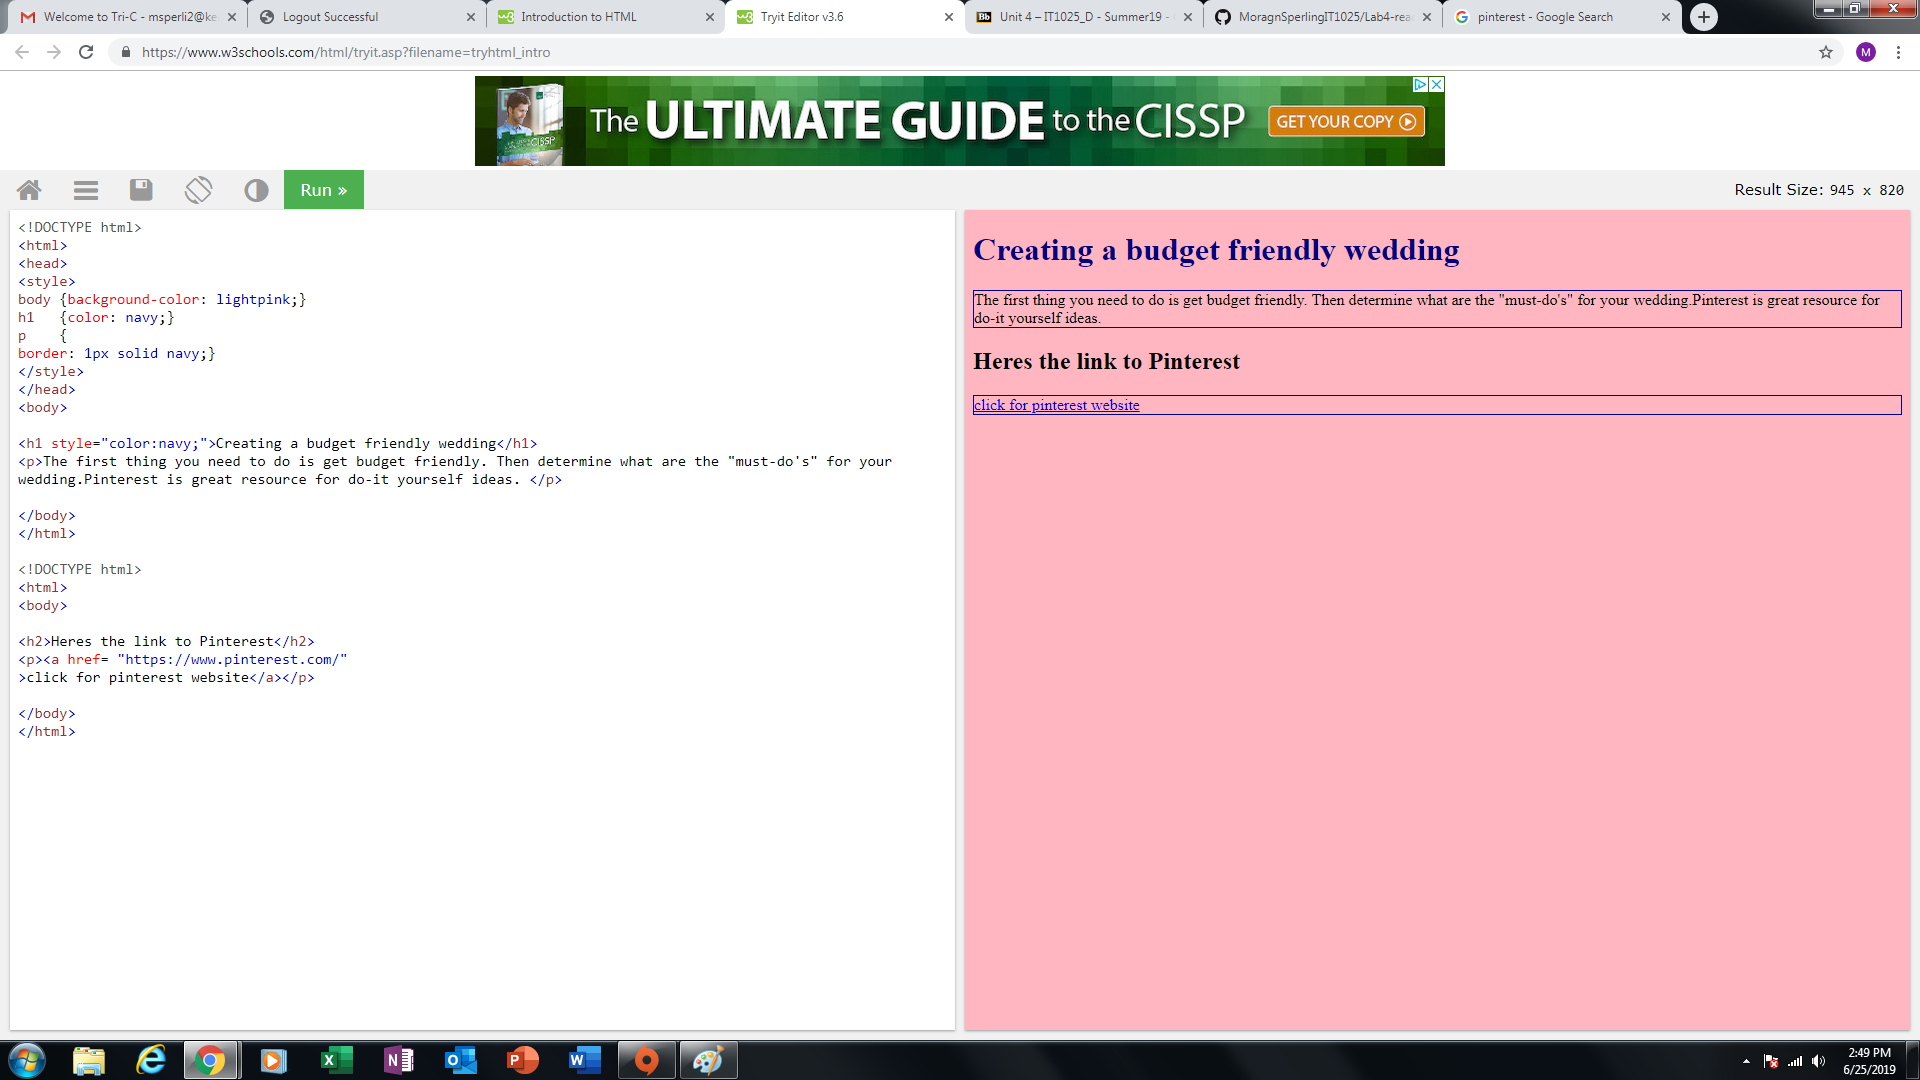 Welcome to Tri-C - msperli2@ke
Logout Successful
Introduction to HTML
Tryit Editor v3.6
Unit 4 – IT1025_D - Summer19 -
MoragnSperlingIT1025/Lab4-rea
pinterest - Google Search
https://www.w3schools.com/html/tryit.asp?filename=tryhtml_intro
M
The ULTIMATE GUIDE to the CISSP
GET YOUR COPY
Run »
Result Size: 945 x 820
<!DOCTYPE html>
<html>
<head>
<style>
body {background-color: lightpink;}
h1   {color: navy;}
p    {
border: 1px solid navy;}
</style>
</head>
<body>
<h1 style="color:navy;">Creating a budget friendly wedding</h1>
<p>The first thing you need to do is get budget friendly. Then determine what are the "must-do's" for your
wedding.Pinterest is great resource for do-it yourself ideas. </p>
</body>
</html>
<!DOCTYPE html>
<html>
<body>
<h2>Heres the link to Pinterest</h2>
<p><a href= "https://www.pinterest.com/"
>click for pinterest website</a></p>
</body>
</html>
Creating a budget friendly wedding
The first thing you need to do is get budget friendly. Then determine what are the "must-do's" for your wedding.Pinterest is great resource for
do-it yourself ideas.
Heres the link to Pinterest
click for pinterest website
2:49 PM
6/25/2019